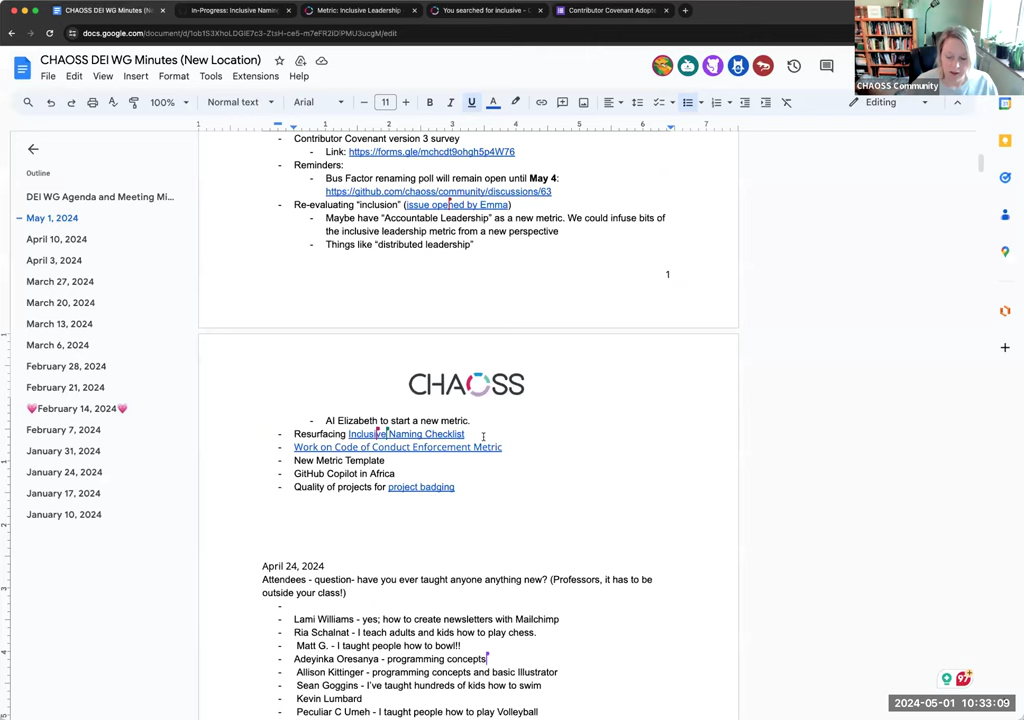 CHAOSS DEI WG Minutes
In-Progress: Inclusive Naming
Metric: Inclusive Leadership
You searched for inclusive - C
Contributor Covenant Adopt
docs.google.com/document/d/
CHAOSS DEI WG Minutes (New Location)
File Edit View Insert Format Tools Extensions Help
100% Normal text Arial 11 Editing
1 1 2 3 4 5 6 7
CHAOSS Community
Outline
DEI WG Agenda and Meeting Mi...
May 1, 2024
April 10, 2024
April 3, 2024
March 27, 2024
March 20, 2024
March 13, 2024
March 6, 2024
February 28, 2024
February 21, 2024
💗February 14, 2024💗
February 7, 2024
January 31, 2024
January 24, 2024
January 17, 2024
January 10, 2024
- Contributor Covenant version 3 survey
- Link: https://forms.gle/mchcdt9ohgh5p4W76
- Reminders:
- Bus Factor renaming poll will remain open until May 4:
https://github.com/chaoss/community/discussions/63
- Re-evaluating “inclusion” (issue opened by Emma)
- Maybe have “Accountable Leadership” as a new metric. We could infuse bits of
the inclusive leadership metric from a new perspective
- Things like “distributed leadership”
1
CHAOSS
- AI Elizabeth to start a new metric.
- Resurfacing Inclusive Naming Checklist
- Work on Code of Conduct Enforcement Metric
- New Metric Template
- GitHub Copilot in Africa
- Quality of projects for project badging
April 24, 2024
Attendees - question- have you ever taught anyone anything new? (Professors, it has to be
outside your class!)
-
- Lami Williams - yes; how to create newsletters with Mailchimp
- Ria Schalnat - I teach adults and kids how to play chess.
- Matt G. - I taught people how to bowl!!
- Adeyinka Oresanya - programming concepts
- Allison Kittinger - programming concepts and basic Illustrator
- Sean Goggins - I’ve taught hundreds of kids how to swim
- Kevin Lumbard
- Peculiar C Umeh - I taught people how to play Volleyball
2024-05-01 10:33:09